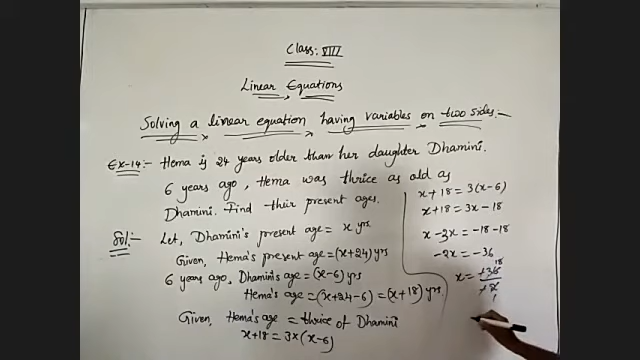 Class: VIII
Linear Equations
Solving a linear equation having variables on two sides:-
Ex-14:- Hema is 24 years older than her daughter Dhamini.
6 years ago, Hema was thrice as old as
Dhamini. Find their present ages.
Sol:- Let, Dhamini's present age = x yrs
Given, Hema's present age = (x+24) yrs
6 years ago, Dhamini's age = (x-6) yrs
Hema's age = (x+24-6) = (x+18) yrs.
Given, Hema's age = thrice of Dhamini
x+18 = 3x(x-6)
x+18 = 3(x-6)
x+18 = 3x-18
x-3x = -18-18
-2x = -36